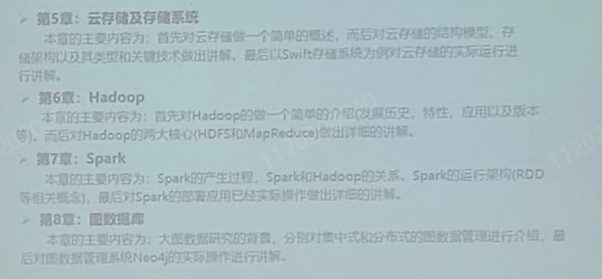 第5章：云存储及存储系统
本章的主要内容为：首先对云存储做一个简单的概述，而后对云存储的结构模型、存
储架构以及其类型和关键技术做出讲解。最后以Swift存储系统为例对云存储的实际运行进
行讲解。
第6章：Hadoop
本章的主要内容为：首先对Hadoop的做一个简单的介绍(发展历史，特性，应用以及版本
等)，而后对Hadoop的两大核心(HDFS和MapReduce)做出详细的讲解。
第7章：Spark
本章的主要内容为：Spark的产生过程，Spark和Hadoop的关系，Spark的运行架构(RDD
等相关概念)，最后对Spark的部署应用已经实际操作做出详细的讲解。
第8章：图数据库
本章的主要内容为：大图数据研究的背景，分别对集中式和分布式的图数据管理进行介绍，最
后对图数据管理系统Neo4j的实际操作进行讲解。